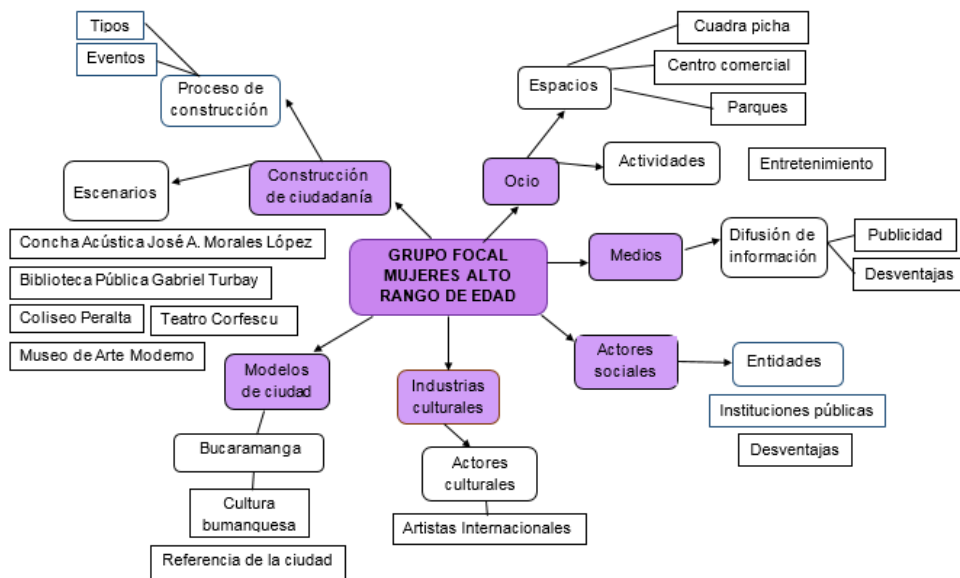 Tipos
Eventos
Proceso de
construcción
Escenarios
Construcción
de ciudadanía
Concha Acústica José A. Morales López
Biblioteca Pública Gabriel Turbay
Coliseo Peralta
Teatro Corfescu
Museo de Arte Moderno
Cuadra picha
Centro comercial
Parques
Espacios
Ocio
Actividades
Entretenimiento
GRUPO FOCAL
MUJERES ALTO
RANGO DE EDAD
Medios
Difusión de
información
Publicidad
Desventajas
Actores
sociales
Entidades
Instituciones públicas
Desventajas
Modelos
de ciudad
Bucaramanga
Cultura
bumanquesa
Referencia de la ciudad
Industrias
culturales
Actores
culturales
Artistas Internacionales